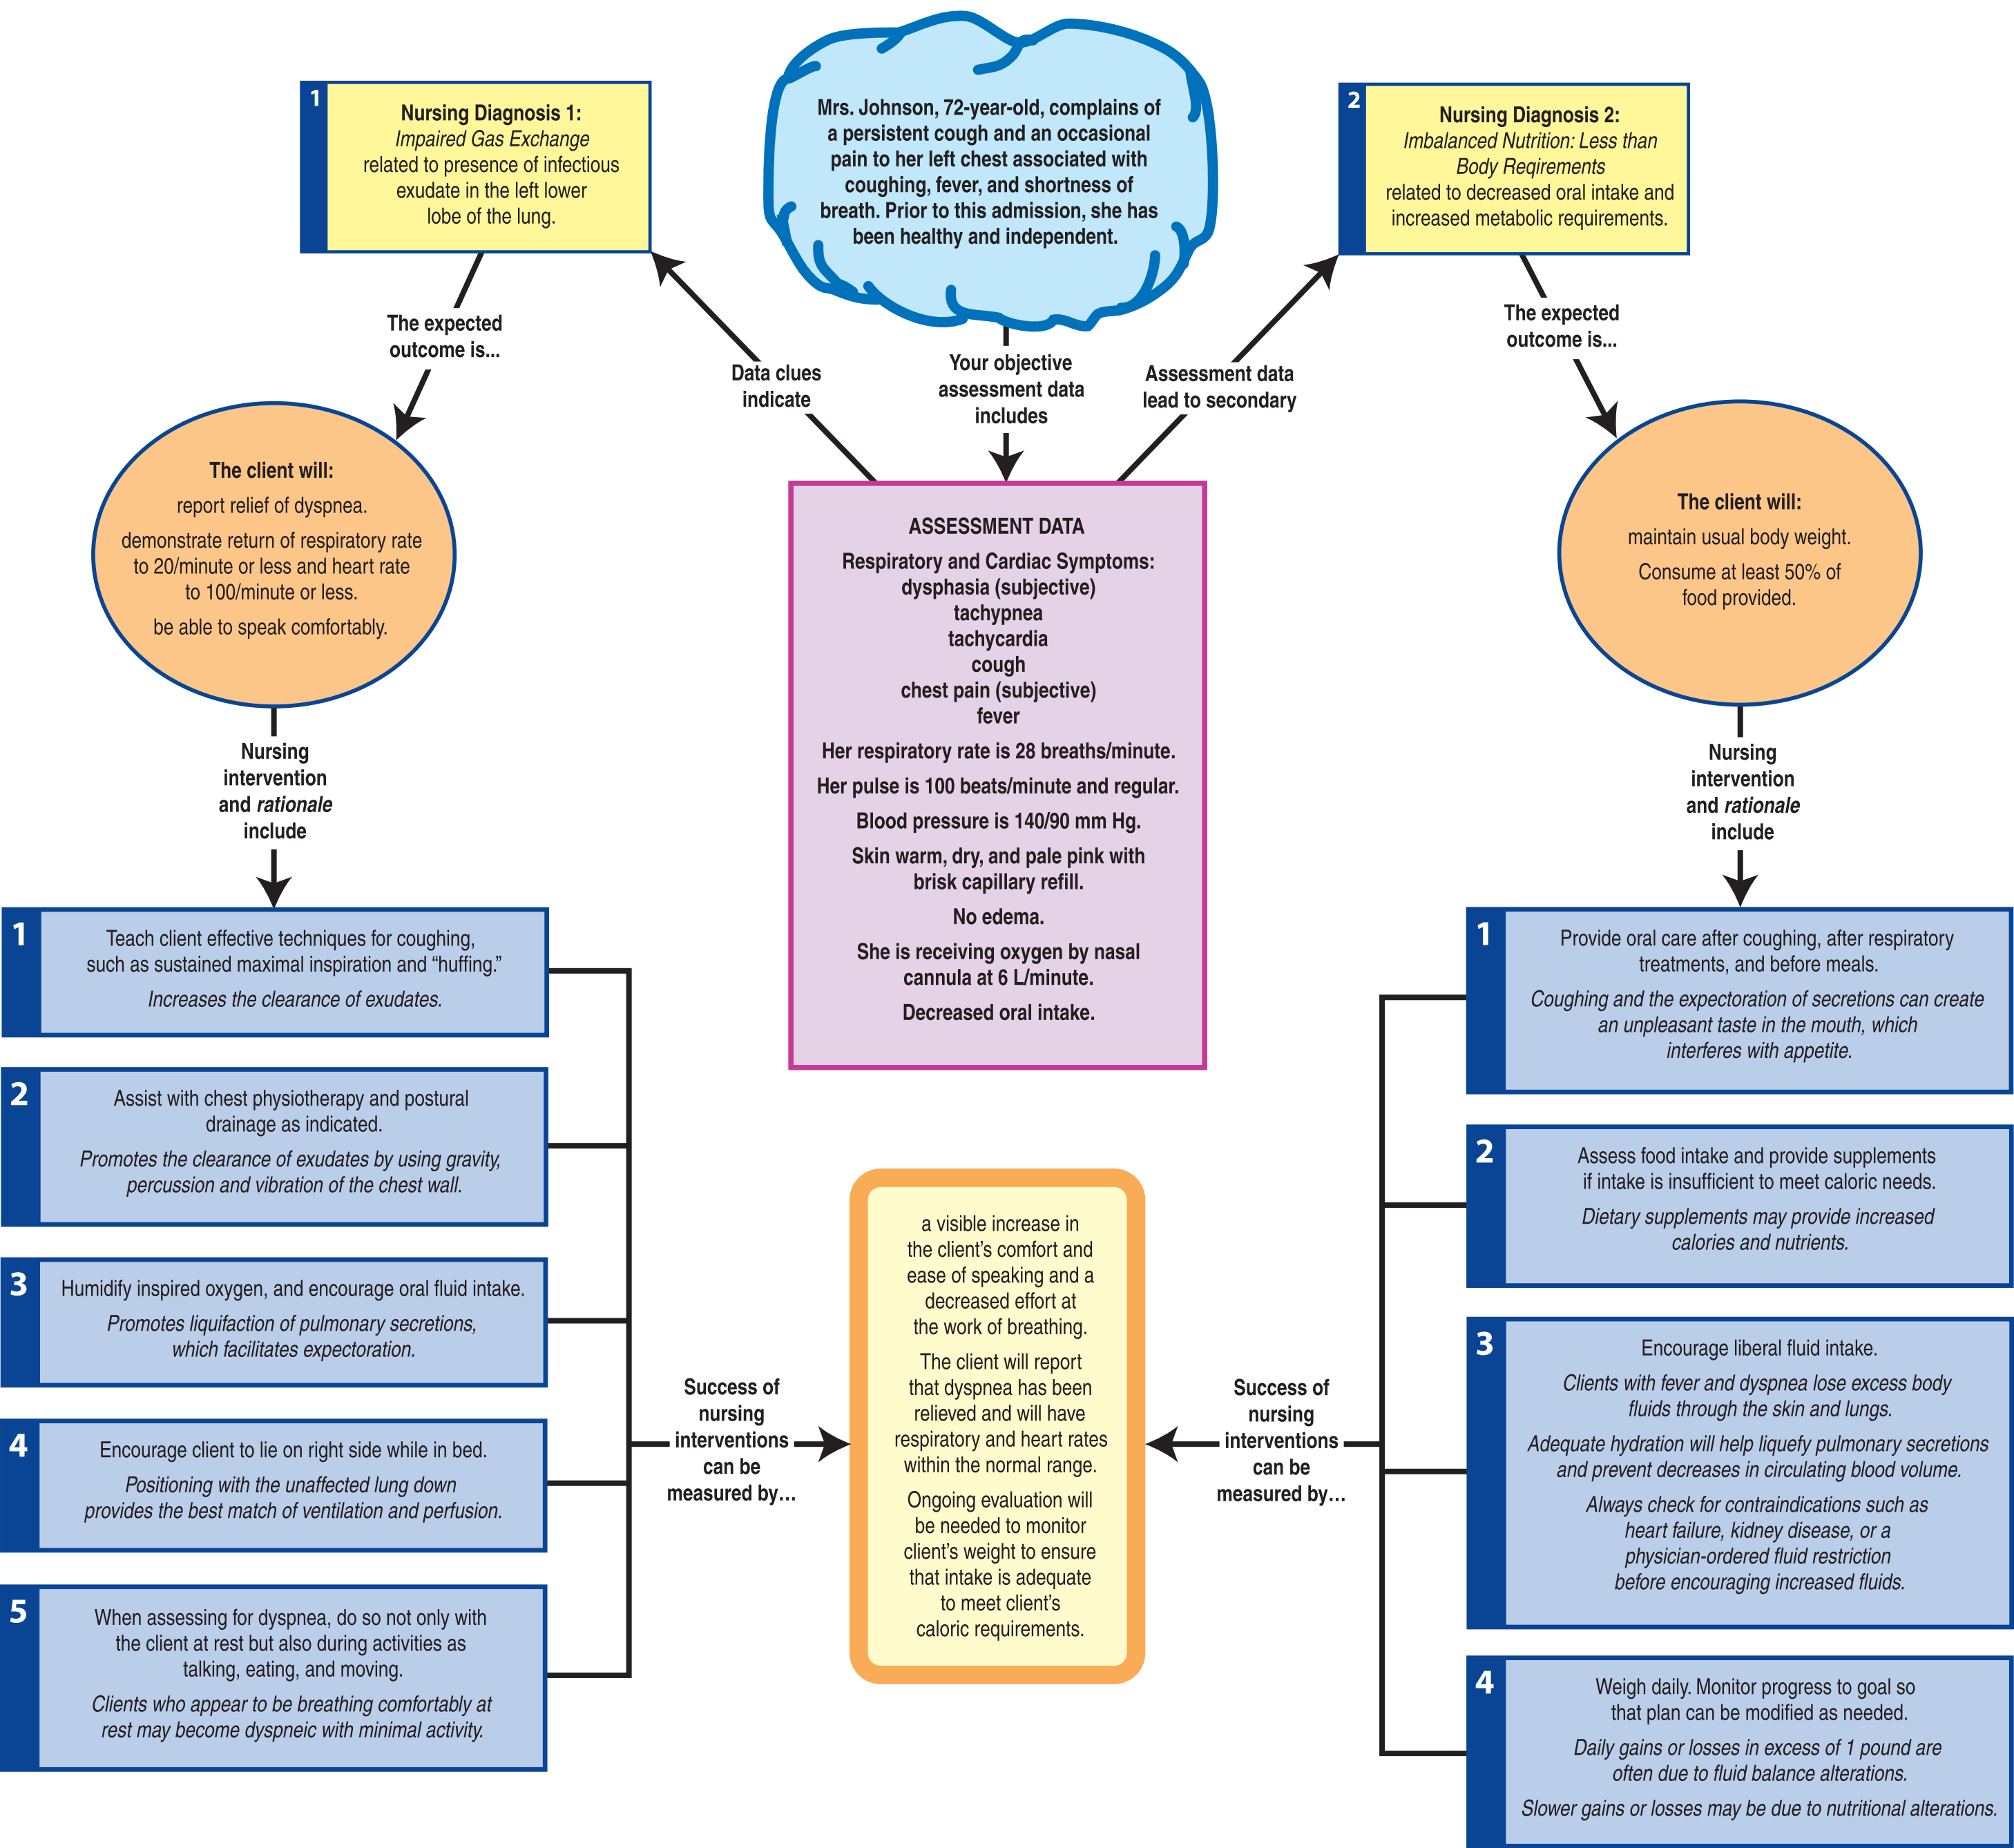 Mrs. Johnson, 72-year-old, complains of
a persistent cough and an occasional
pain to her left chest associated with
coughing, fever, and shortness of
breath. Prior to this admission, she has
been healthy and independent.
Your objective
assessment data
includes
ASSESSMENT DATA
Respiratory and Cardiac Symptoms:
dysphasia (subjective)
tachypnea
tachycardia
cough
chest pain (subjective)
fever
Her respiratory rate is 28 breaths/minute.
Her pulse is 100 beats/minute and regular.
Blood pressure is 140/90 mm Hg.
Skin warm, dry, and pale pink with
brisk capillary refill.
No edema.
She is receiving oxygen by nasal
cannula at 6 L/minute.
Decreased oral intake.
Data clues
indicate
1
Nursing Diagnosis 1:
Impaired Gas Exchange
related to presence of infectious
exudate in the left lower
lobe of the lung.
The expected
outcome is...
The client will:
report relief of dyspnea.
demonstrate return of respiratory rate
to 20/minute or less and heart rate
to 100/minute or less.
be able to speak comfortably.
Nursing
intervention
and rationale
include
1
Teach client effective techniques for coughing,
such as sustained maximal inspiration and “huffing.”
Increases the clearance of exudates.
2
Assist with chest physiotherapy and postural
drainage as indicated.
Promotes the clearance of exudates by using gravity,
percussion and vibration of the chest wall.
3
Humidify inspired oxygen, and encourage oral fluid intake.
Promotes liquifaction of pulmonary secretions,
which facilitates expectoration.
4
Encourage client to lie on right side while in bed.
Positioning with the unaffected lung down
provides the best match of ventilation and perfusion.
5
When assessing for dyspnea, do so not only with
the client at rest but also during activities as
talking, eating, and moving.
Clients who appear to be breathing comfortably at
rest may become dyspneic with minimal activity.
Success of
nursing
interventions
can be
measured by…
Assessment data
lead to secondary
2
Nursing Diagnosis 2:
Imbalanced Nutrition: Less than
Body Reqirements
related to decreased oral intake and
increased metabolic requirements.
The expected
outcome is...
The client will:
maintain usual body weight.
Consume at least 50% of
food provided.
Nursing
intervention
and rationale
include
1
Provide oral care after coughing, after respiratory
treatments, and before meals.
Coughing and the expectoration of secretions can create
an unpleasant taste in the mouth, which
interferes with appetite.
2
Assess food intake and provide supplements
if intake is insufficient to meet caloric needs.
Dietary supplements may provide increased
calories and nutrients.
3
Encourage liberal fluid intake.
Clients with fever and dyspnea lose excess body
fluids through the skin and lungs.
Adequate hydration will help liquefy pulmonary secretions
and prevent decreases in circulating blood volume.
Always check for contraindications such as
heart failure, kidney disease, or a
physician-ordered fluid restriction
before encouraging increased fluids.
4
Weigh daily. Monitor progress to goal so
that plan can be modified as needed.
Daily gains or losses in excess of 1 pound are
often due to fluid balance alterations.
Slower gains or losses may be due to nutritional alterations.
Success of
nursing
interventions
can be
measured by…
a visible increase in
the client’s comfort and
ease of speaking and a
decreased effort at
the work of breathing.
The client will report
that dyspnea has been
relieved and will have
respiratory and heart rates
within the normal range.
Ongoing evaluation will
be needed to monitor
client’s weight to ensure
that intake is adequate
to meet client’s
caloric requirements.